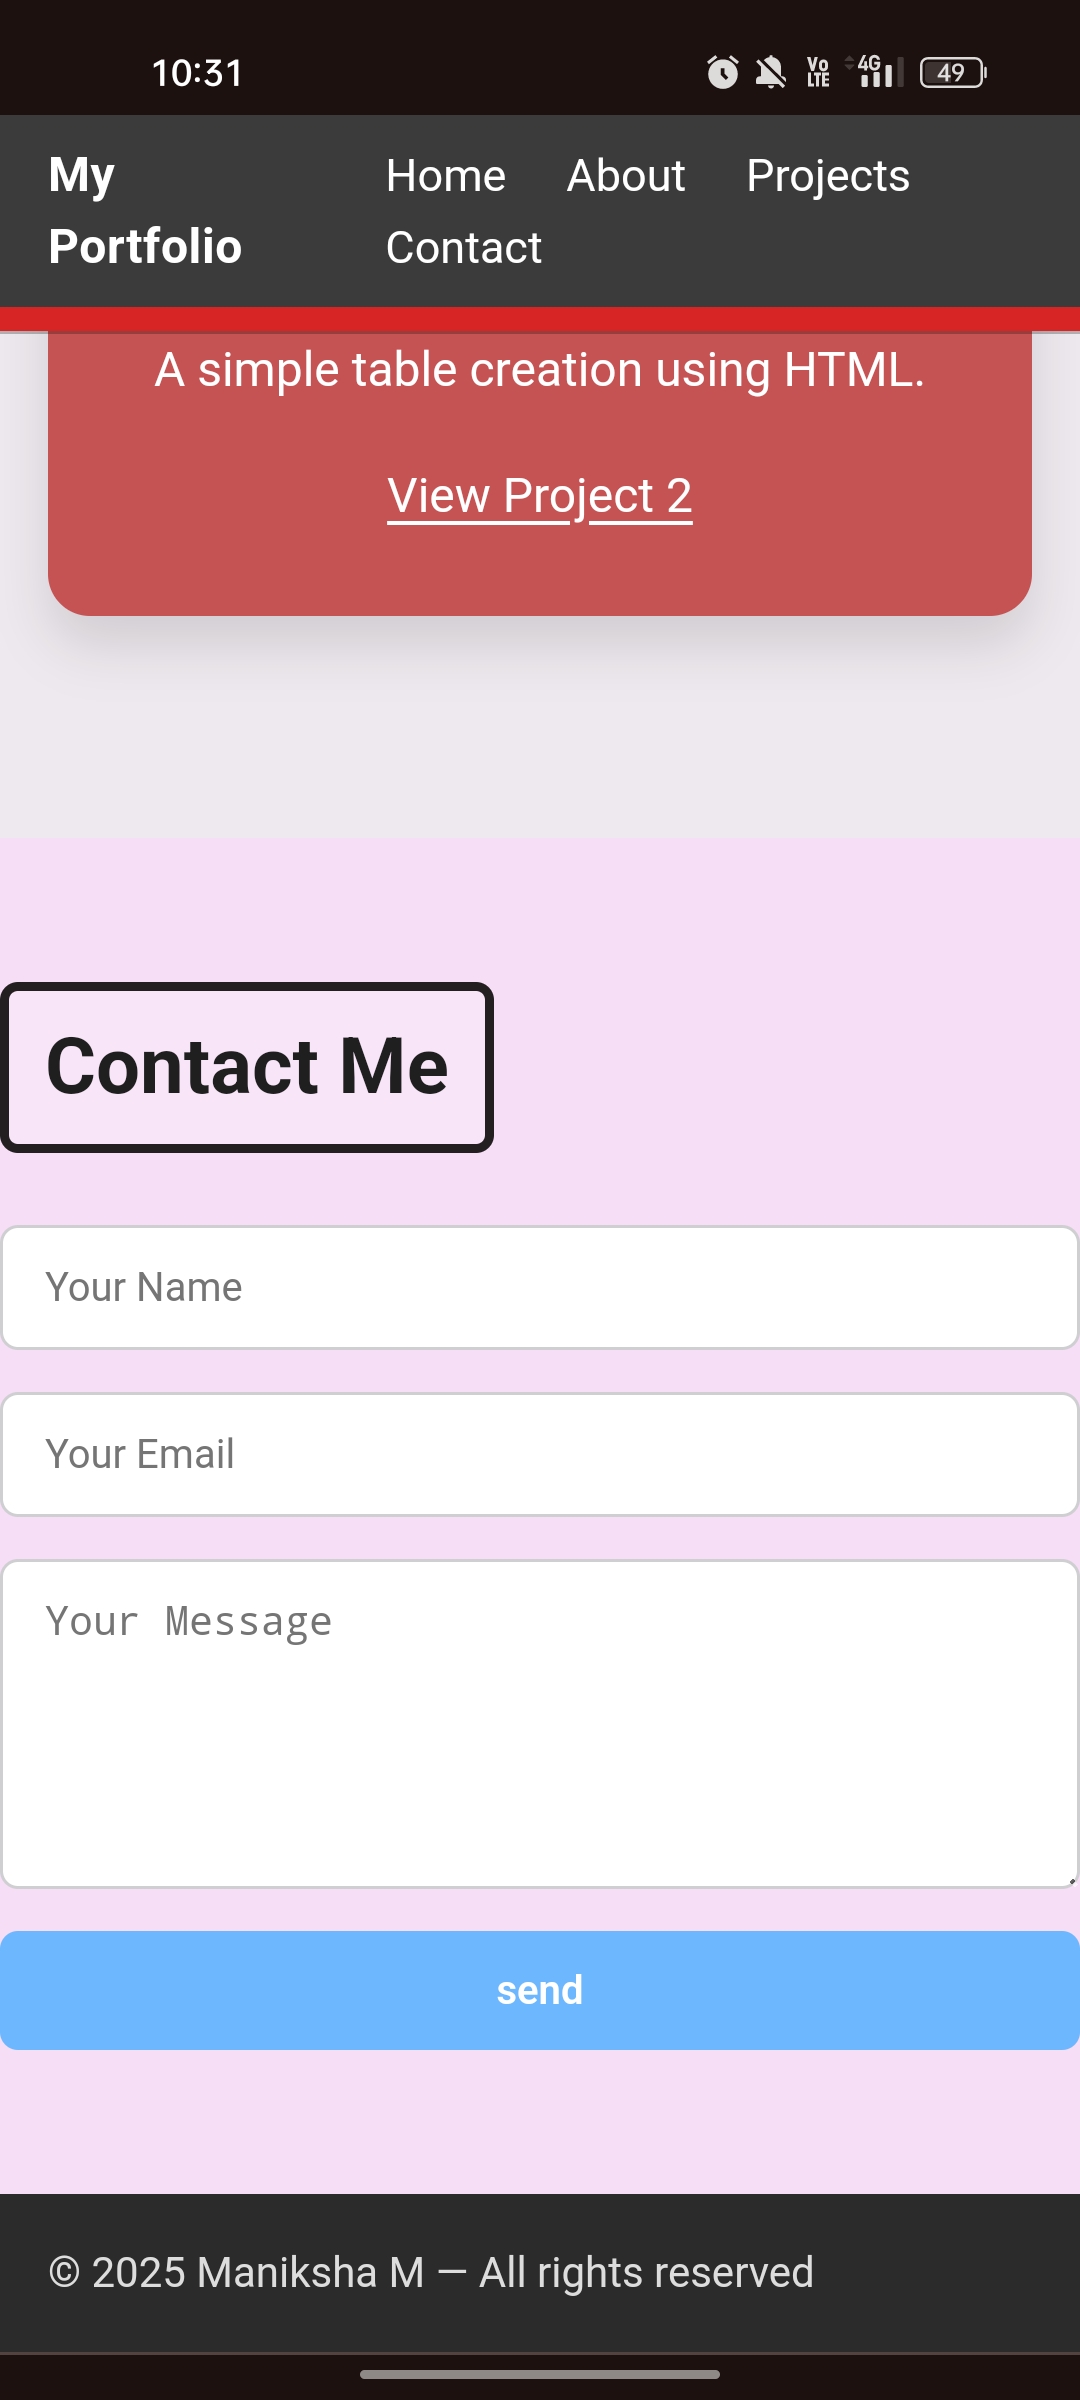 10:31
Vo LTE 4G 49
My Portfolio
Home About Projects
Contact
A simple table creation using HTML.
View Project 2
Contact Me
Your Name
Your Email
Your Message
send
© 2025 Maniksha M — All rights reserved